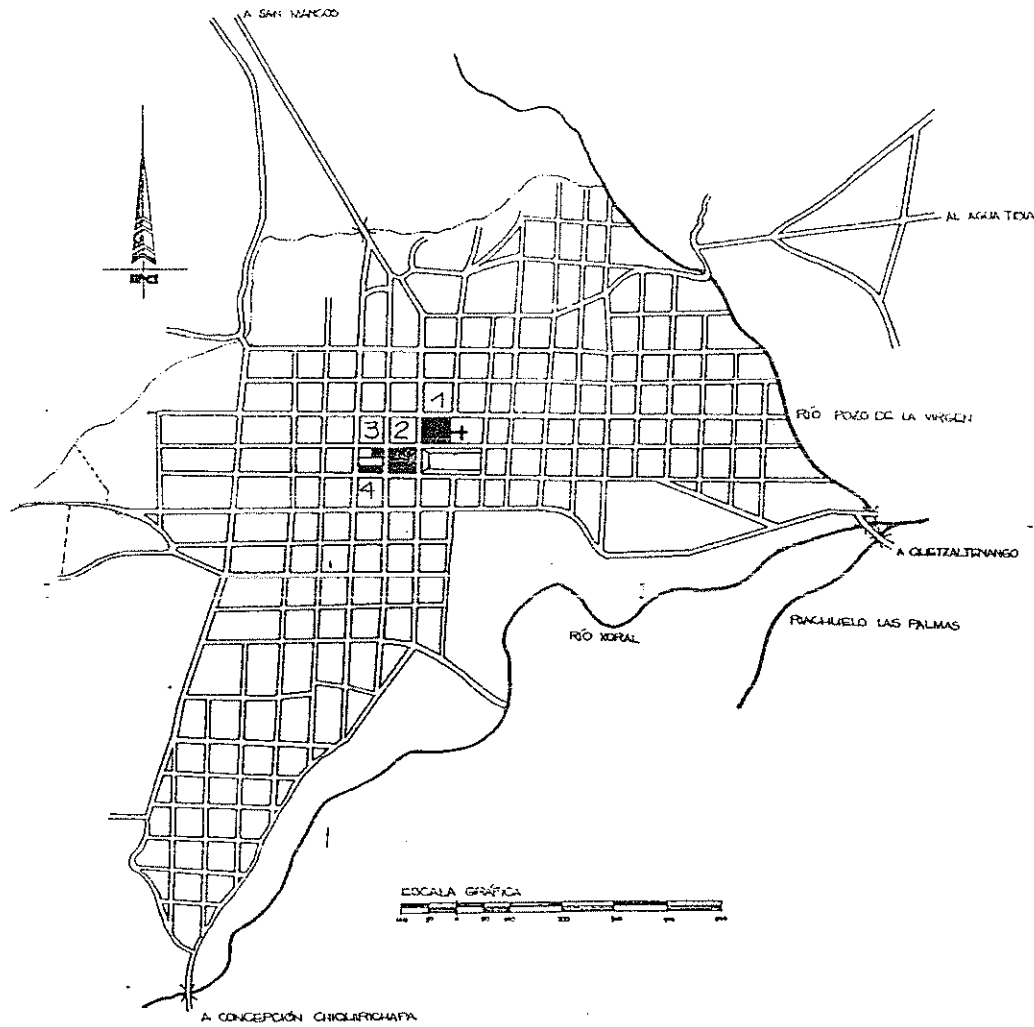 A SAN MARCOS
AL AGUA TIBIA
1
RÍO POZO DE LA VIRGEN
3 2
4
A QUETZALTENANGO
RÍO XORAL
RIACHUELO LAS PALMAS
ESCALA GRÁFICA
A CONCEPCIÓN CHIQUIRICHAPA